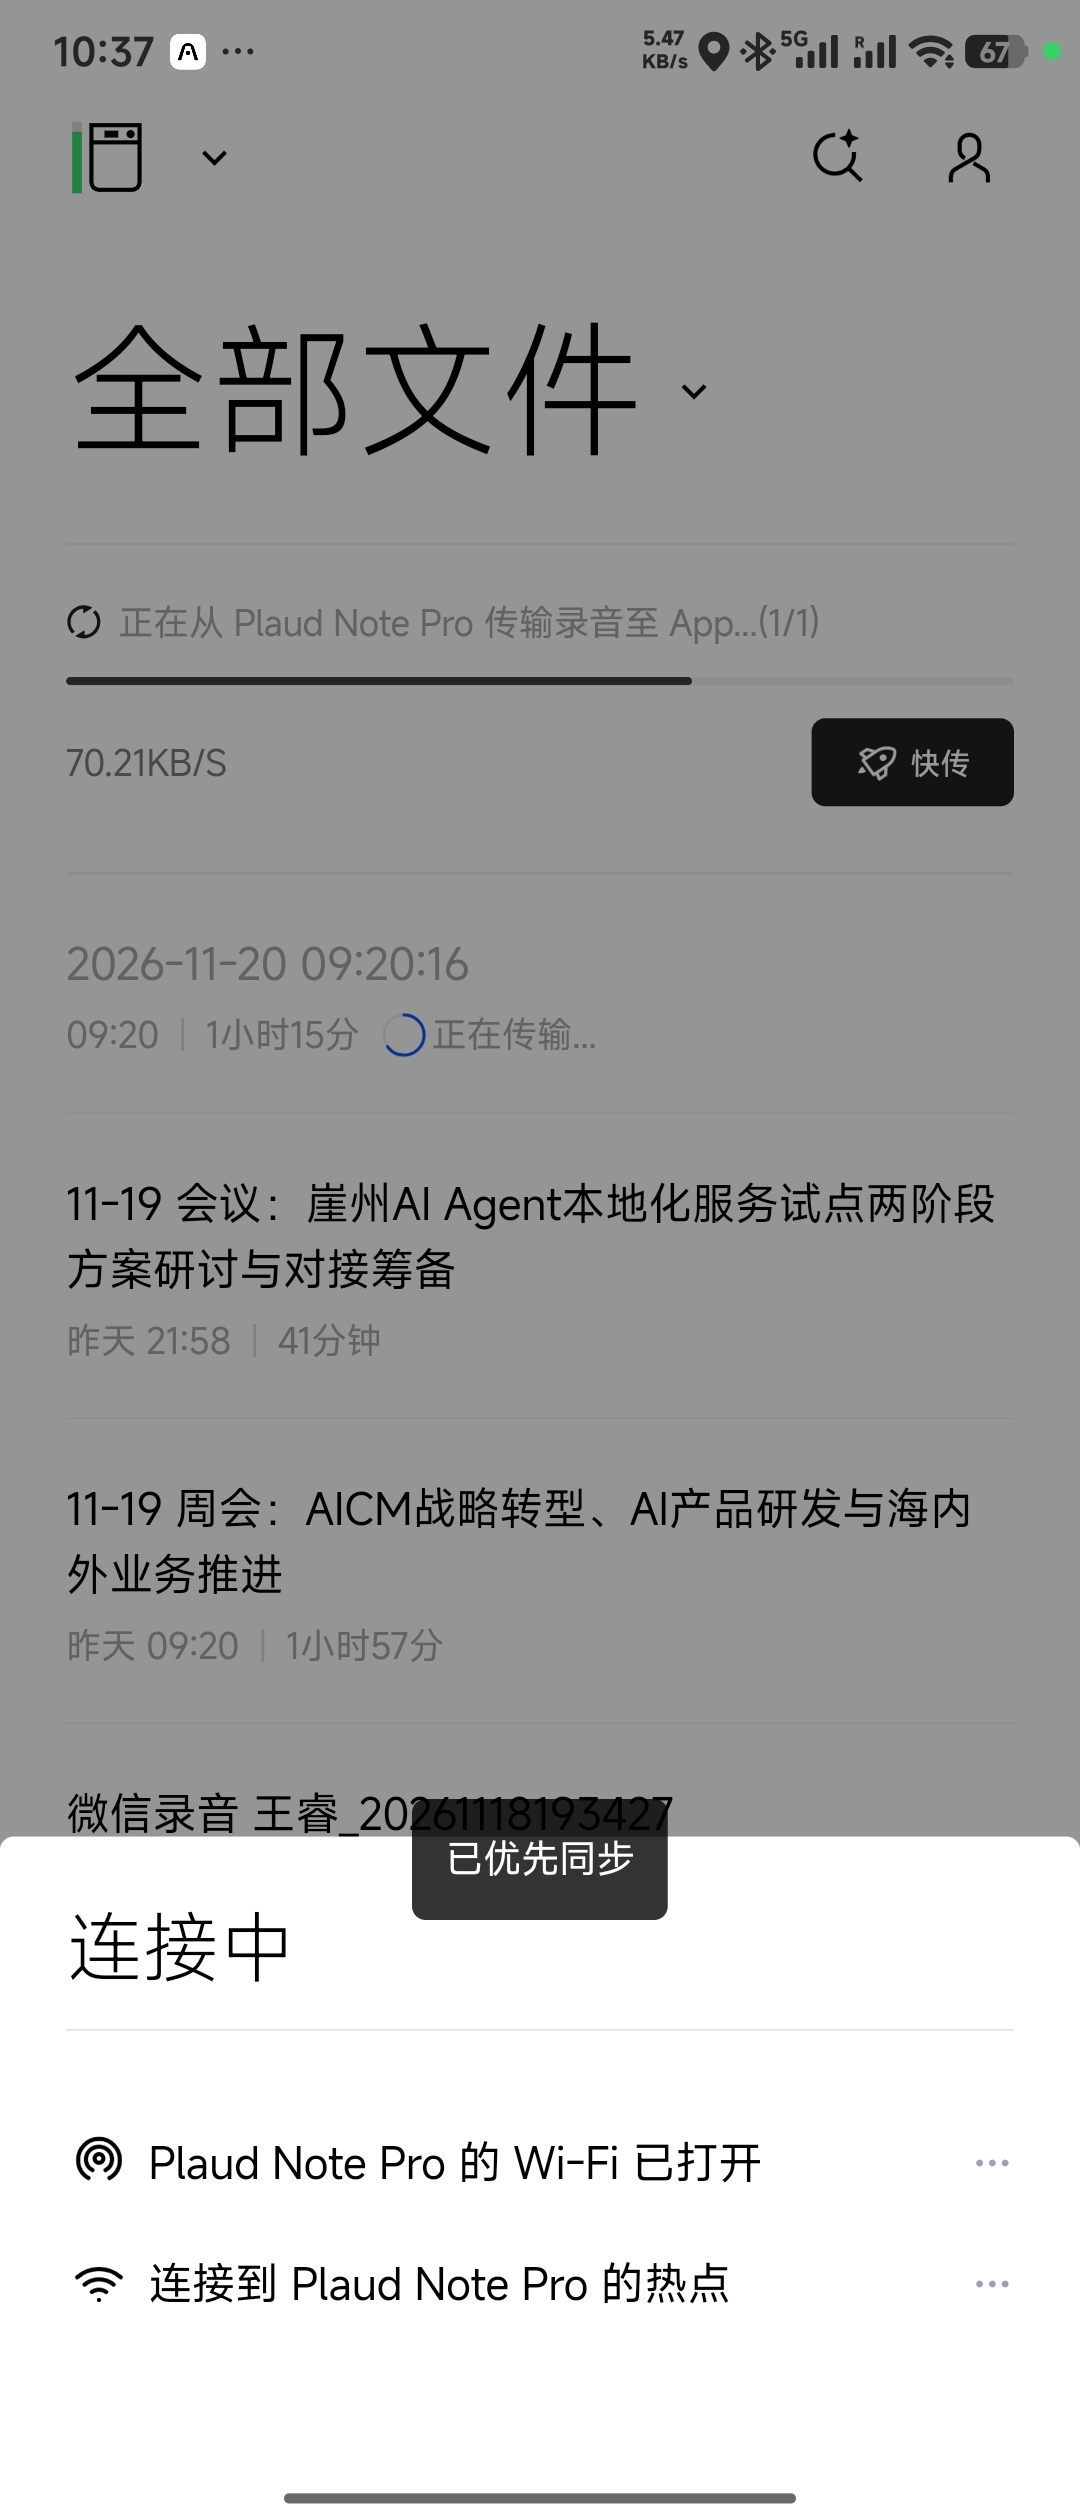 10:37
5.47
KB/s
5G
R
67
全部文件
正在从 Plaud Note Pro 传输录音至 App...(1/1)
70.21KB/S
快传
2026-11-20 09:20:16
09:20 | 1小时15分 正在传输...
11-19 会议：崖州AI Agent本地化服务试点两阶段
方案研讨与对接筹备
昨天 21:58 | 41分钟
11-19 周会：AICM战略转型、AI产品研发与海内
外业务推进
昨天 09:20 | 1小时57分
微信录音 王睿_20261118193427
已优先同步
连接中
Plaud Note Pro 的 Wi-Fi 已打开
连接到 Plaud Note Pro 的热点